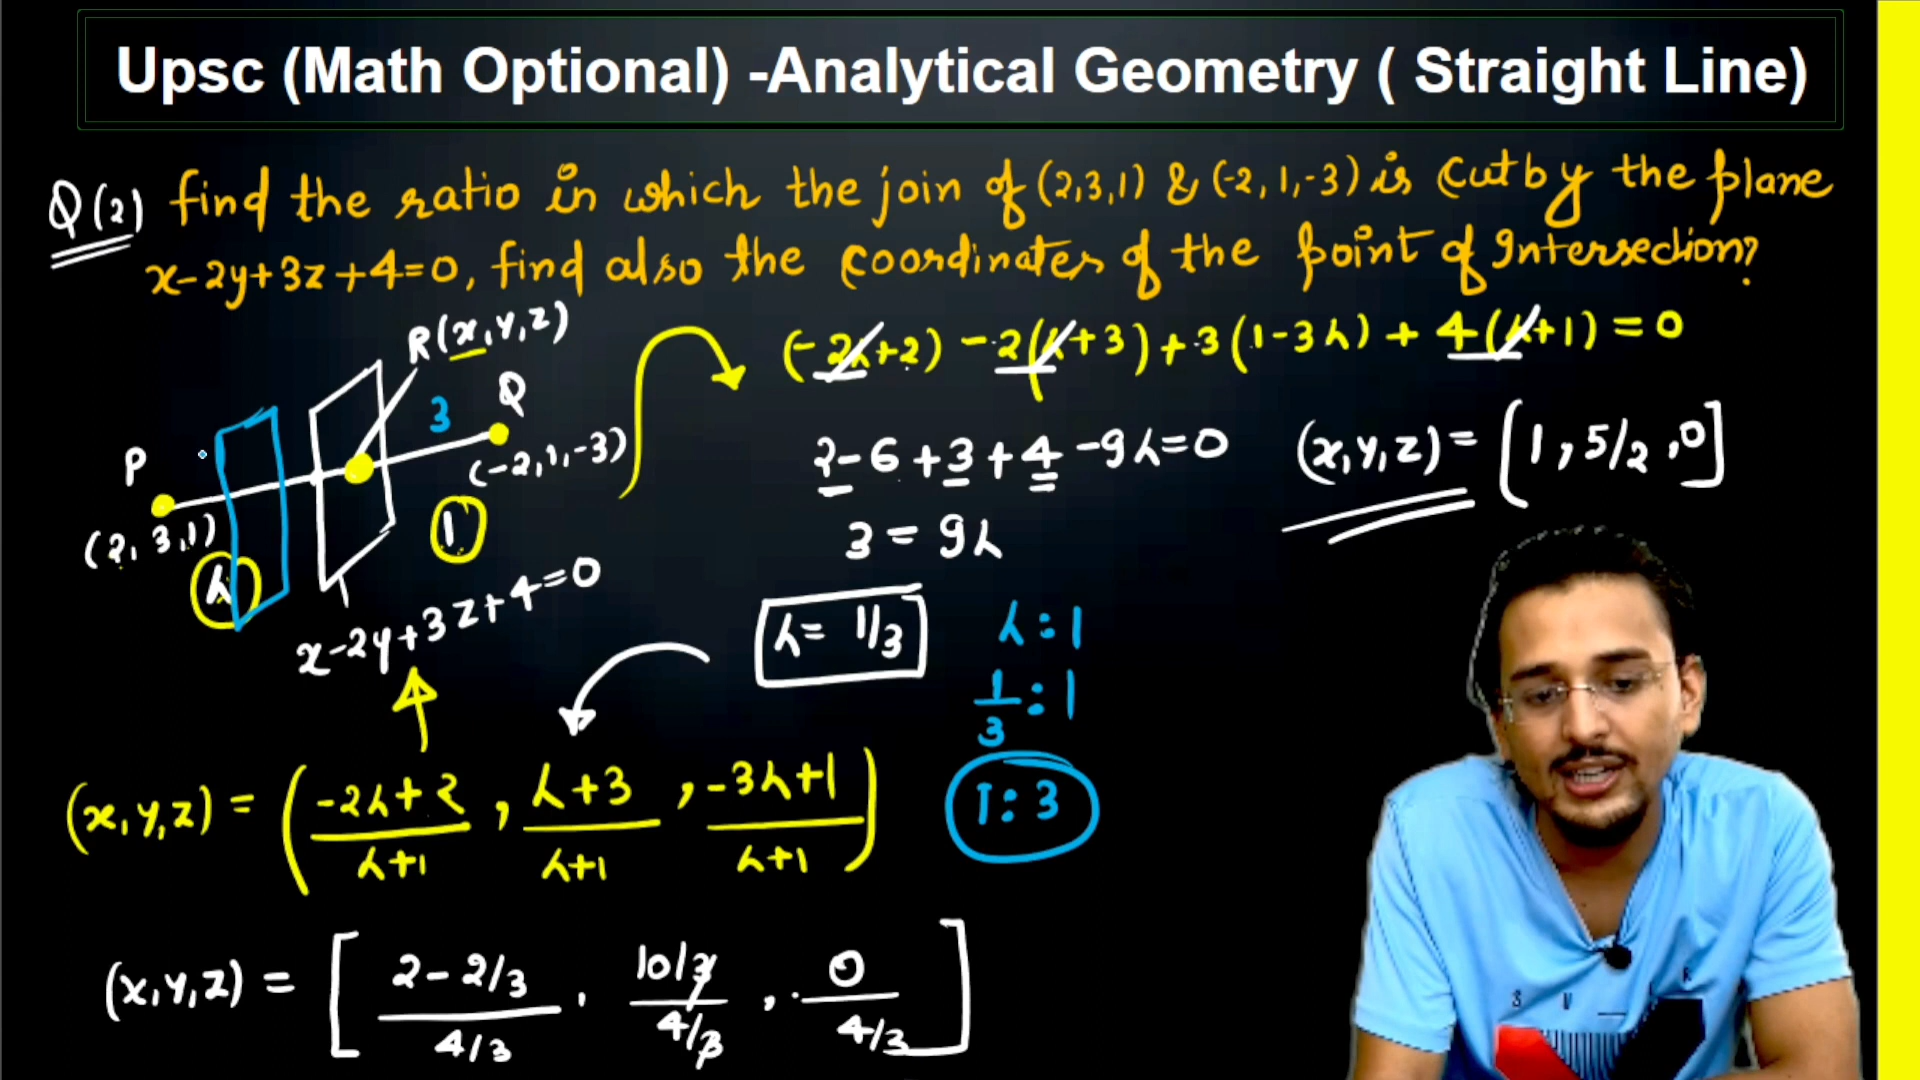 Upsc (Math Optional) -Analytical Geometry ( Straight Line)
Q(2) find the ratio in which the join of (2,3,1) & (-2,1,-3) is cut by the plane
x-2y+3z+4=0, find also the coordinates of the point of Intersection?
R(x,y,z)
(-2λ+2) -2(λ+3)+3(1-3λ)+4(λ+1)=0
3
Q
P
(-2,1,-3)
2-6+3+4-9λ=0
(x,y,z) = [1, 5/2, 0]
(2,3,1)
λ
1
3 = 9λ
x-2y+3z+4=0
λ= 1/3
λ:1
1/3:1
(x,y,z) = (-2λ+2/λ+1, λ+3/λ+1, -3λ+1/λ+1)
1:3
(x,y,z) = [2-2/3/4/3, 10/3/4/3, 0/4/3]